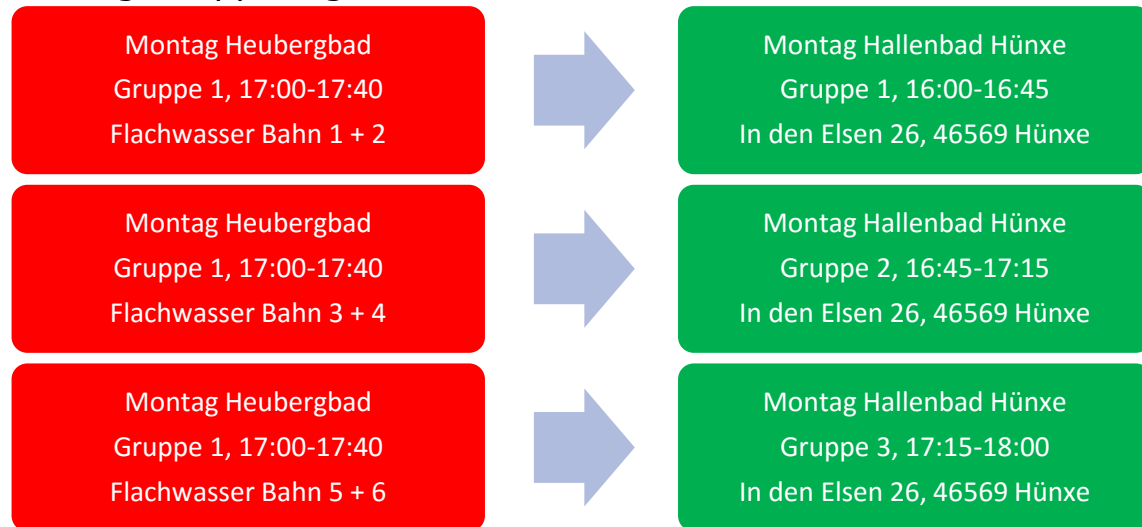 Montag Heubergbad
Gruppe 1, 17:00-17:40
Flachwasser Bahn 1 + 2
Montag Hallenbad Hünxe
Gruppe 1, 16:00-16:45
In den Elsen 26, 46569 Hünxe
Montag Heubergbad
Gruppe 1, 17:00-17:40
Flachwasser Bahn 3 + 4
Montag Hallenbad Hünxe
Gruppe 2, 16:45-17:15
In den Elsen 26, 46569 Hünxe
Montag Heubergbad
Gruppe 1, 17:00-17:40
Flachwasser Bahn 5 + 6
Montag Hallenbad Hünxe
Gruppe 3, 17:15-18:00
In den Elsen 26, 46569 Hünxe